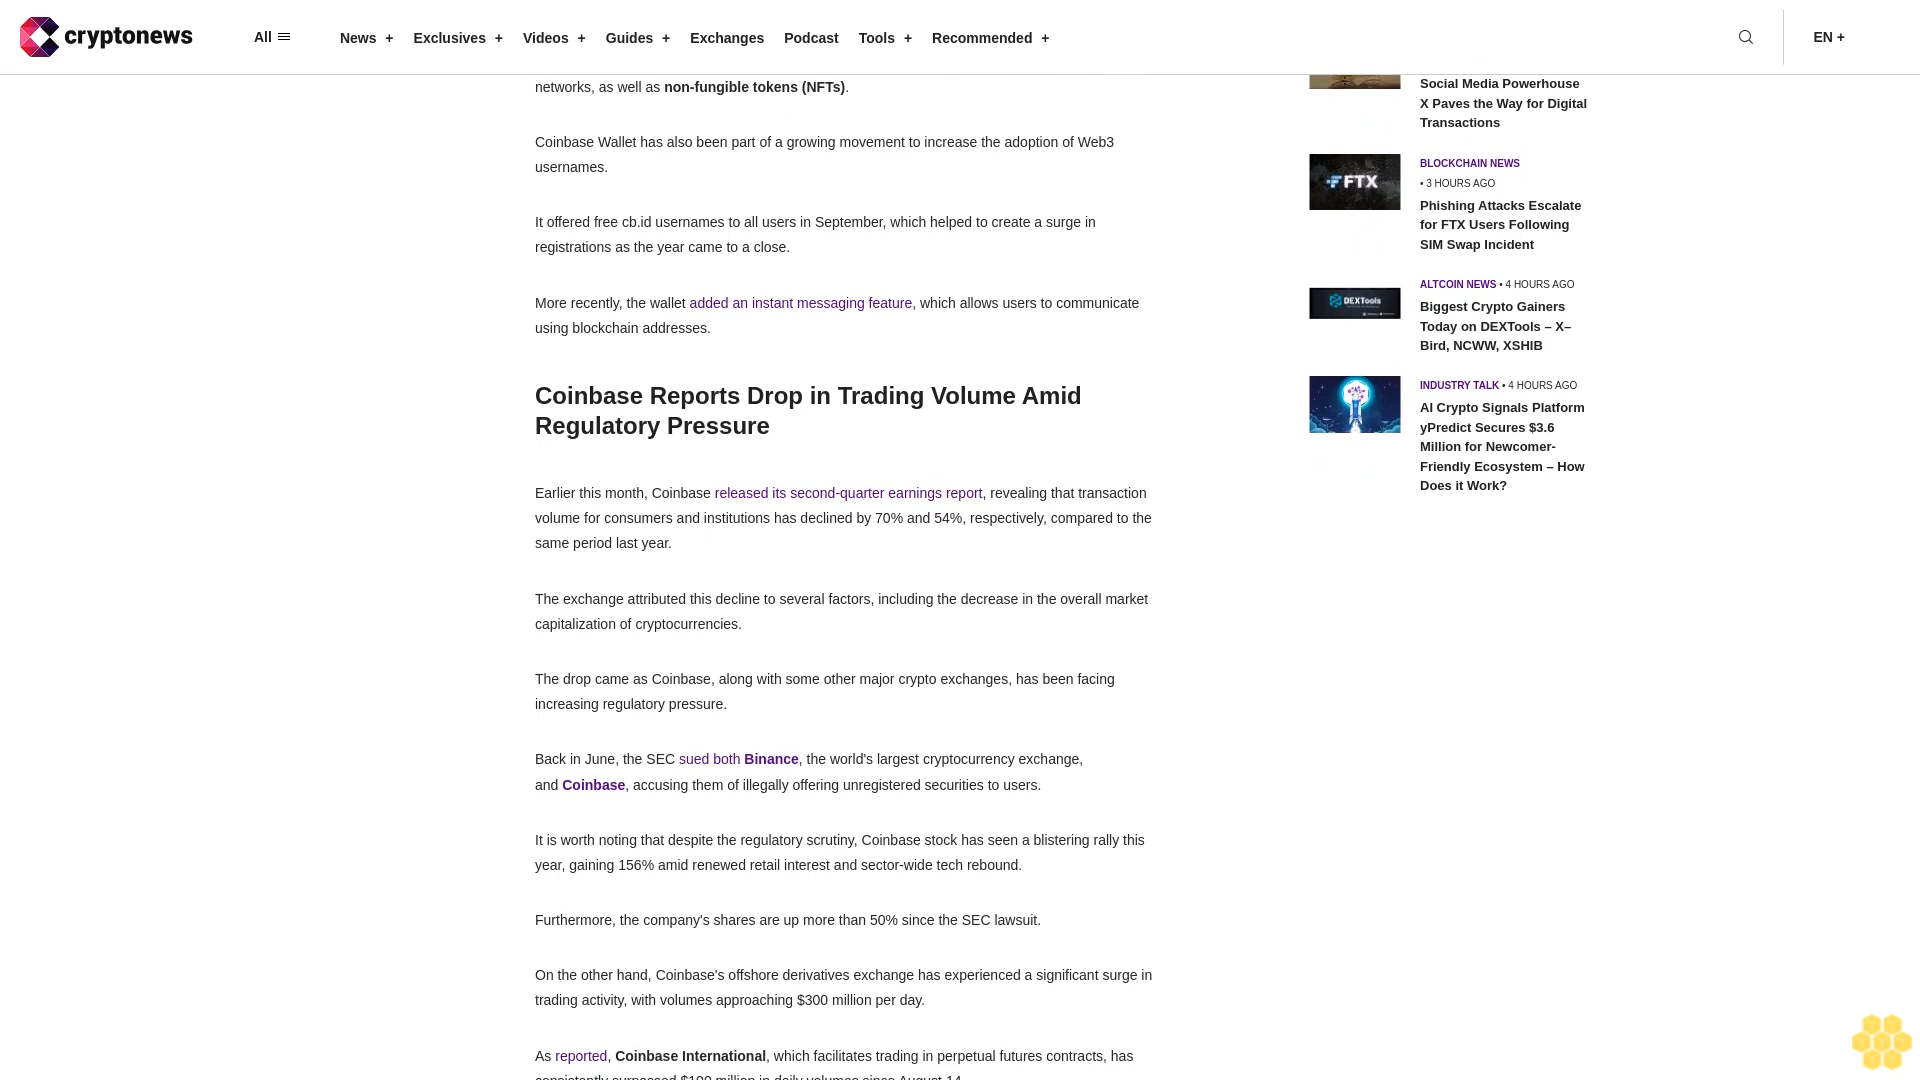 cryptonews
All
News +
Exclusives +
Videos +
Guides +
Exchanges
Podcast
Tools +
Recommended +
EN +
networks, as well as non-fungible tokens (NFTs).
Coinbase Wallet has also been part of a growing movement to increase the adoption of Web3
usernames.
It offered free cb.id usernames to all users in September, which helped to create a surge in
registrations as the year came to a close.
More recently, the wallet added an instant messaging feature, which allows users to communicate
using blockchain addresses.
Coinbase Reports Drop in Trading Volume Amid
Regulatory Pressure
Earlier this month, Coinbase released its second-quarter earnings report, revealing that transaction
volume for consumers and institutions has declined by 70% and 54%, respectively, compared to the
same period last year.
The exchange attributed this decline to several factors, including the decrease in the overall market
capitalization of cryptocurrencies.
The drop came as Coinbase, along with some other major crypto exchanges, has been facing
increasing regulatory pressure.
Back in June, the SEC sued both Binance, the world's largest cryptocurrency exchange,
and Coinbase, accusing them of illegally offering unregistered securities to users.
It is worth noting that despite the regulatory scrutiny, Coinbase stock has seen a blistering rally this
year, gaining 156% amid renewed retail interest and sector-wide tech rebound.
Furthermore, the company's shares are up more than 50% since the SEC lawsuit.
On the other hand, Coinbase's offshore derivatives exchange has experienced a significant surge in
trading activity, with volumes approaching $300 million per day.
As reported, Coinbase International, which facilitates trading in perpetual futures contracts, has
consistently surpassed $100 million in daily volumes since August 14.
Social Media Powerhouse
X Paves the Way for Digital
Transactions
FTX
BLOCKCHAIN NEWS
• 3 HOURS AGO
Phishing Attacks Escalate
for FTX Users Following
SIM Swap Incident
DEXTools
ALTCOIN NEWS • 4 HOURS AGO
Biggest Crypto Gainers
Today on DEXTools – X–
Bird, NCWW, XSHIB
INDUSTRY TALK • 4 HOURS AGO
AI Crypto Signals Platform
yPredict Secures $3.6
Million for Newcomer-
Friendly Ecosystem – How
Does it Work?